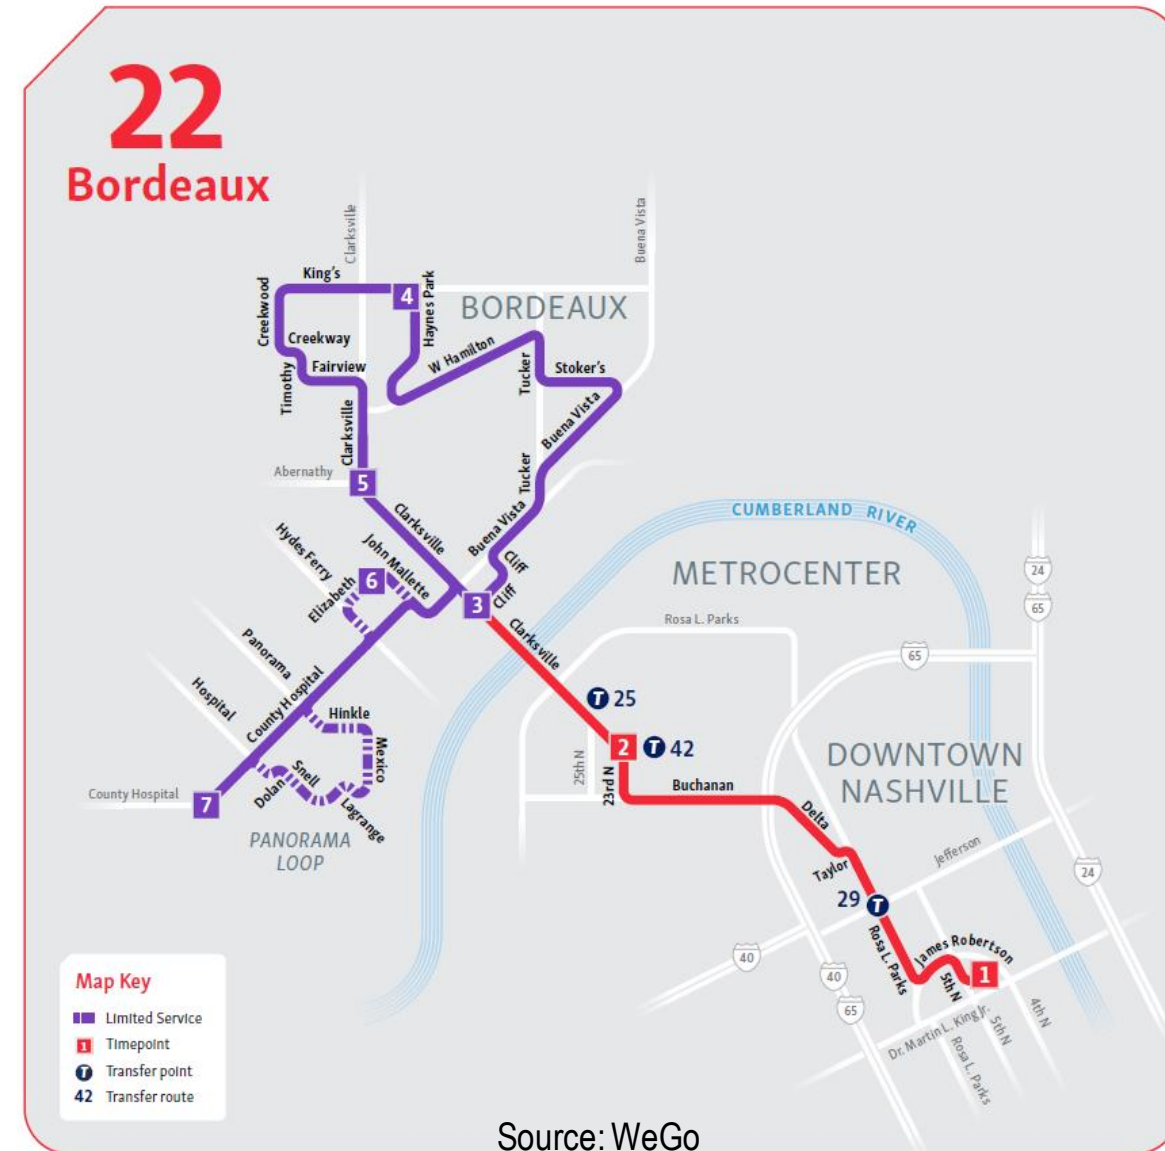 22
Bordeaux
Clarksville
Buena Vista
King's
4
Haynes Park
BORDEAUX
Creekwood
Creekway
W Hamilton
Timothy
Fairview
Tucker
Stoker's
Clarksville
Buena Vista
Abernathy
5
Tucker
Clarksville
Buena Vista
CUMBERLAND RIVER
Hydes Ferry
John Mallette
Cliff
METROCENTER
24
6
Elizabeth
3
Cliff
65
Clarksville
Rosa L. Parks
Panorama
65
Hospital
County Hospital
T 25
Hinkle
2
T 42
Mexico
25th N
23rd N
Buchanan
DOWNTOWN
NASHVILLE
County Hospital
7
Dolan
Snell
Lagrange
Delta
PANORAMA
LOOP
Jefferson
Taylor
24
29 T
Rosa L. Parks
James Robertson
40
40
5th N
1
65
Dr. Martin L. King Jr.
5th N
4th N
Rosa L. Parks
Map Key
Limited Service
1 Timepoint
T Transfer point
42 Transfer route
Source: WeGo